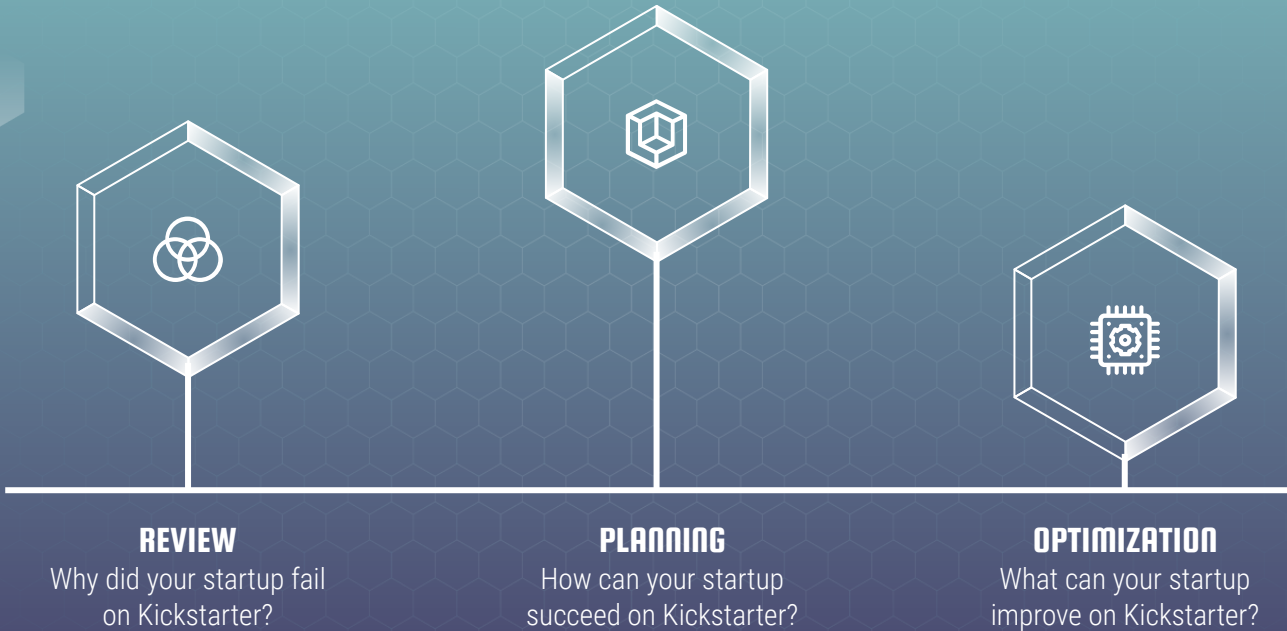 REVIEW
Why did your startup fail
on Kickstarter?
PLANNING
How can your startup
succeed on Kickstarter?
OPTIMIZATION
What can your startup
improve on Kickstarter?